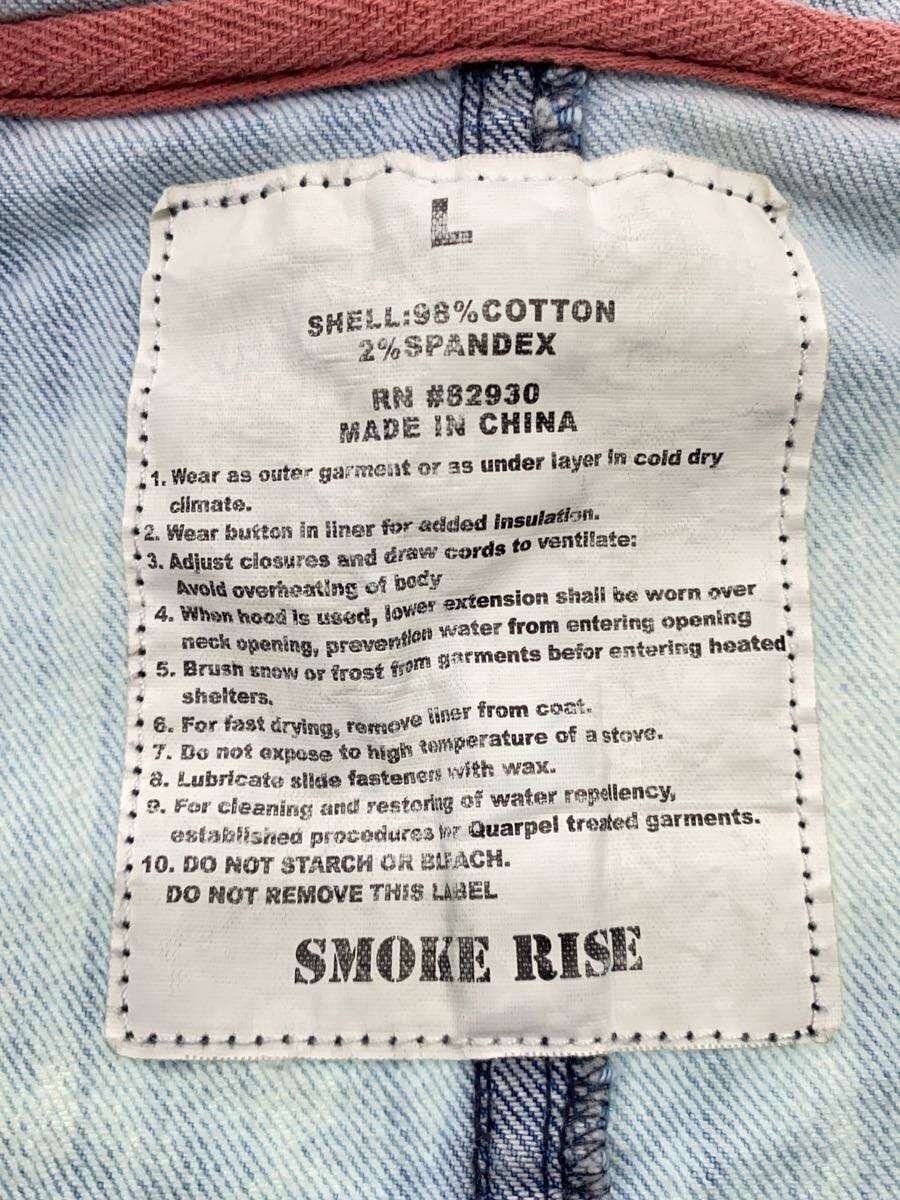 L
SHELL:98%COTTON
2%SPANDEX
RN #82930
MADE IN CHINA
1. Wear as outer garment or as under layer in cold dry
climate.
2. Wear button in liner for added insulation.
3. Adjust closures and draw cords to ventilate:
Avoid overheating of body
4. When hood is used, lower extension shall be worn over
neck opening, prevention water from entering opening
5. Brush snow or frost from garments befor entering heated
shelters.
6. For fast drying, remove liner from coat.
7. Do not expose to high temperature of a stove.
8. Lubricate slide fasteners with wax.
9. For cleaning and restoring of water repellency,
established procedures for Quarpel treated garments.
10. DO NOT STARCH OR BLEACH.
DO NOT REMOVE THIS LABEL
SMOKE RISE